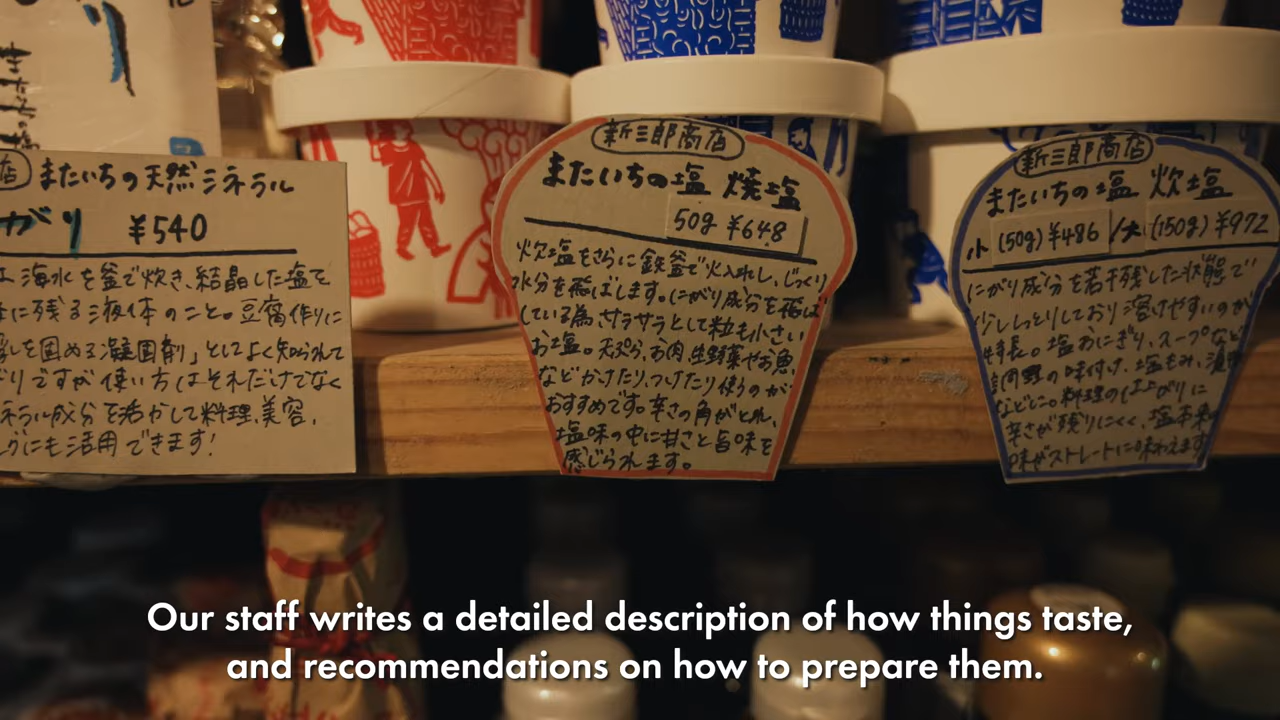 店
またいちの天然ミネラル
がり ¥540
海水を釜で炊き、結晶した塩で
に残る液体のこと。豆腐作りに
を固める凝固剤」としてよく知られて
りですが使い方はそれだけでなく
ネラル成分を活かして料理、美容、
にも活用できます!
新三郎商店
またいちの塩 焼塩
50g ¥648
炊塩をさらに鉄釜で火入れし、じっくり
水分を飛ばします。にがり成分を飛ば
している為サラサラとして粒も小さい
お塩。天ぷら、お肉、生野菜やお魚
などかけたり、つけたり使うのが
おすすめです。辛さの角がとれ、
塩味の中に甘さと旨味を
感じられます。
新三郎商店
またいちの塩 炊塩
小 (50g) ¥486 /大 (150g) ¥972
にがり成分を若干残した状態で
少ししっとりしており溶けやすいのが
特長。塩おにぎり、スープなど
の味付け、塩もみ、
などに。料理の仕上がりに
辛さが残りにくく、塩本来の
味がストレートに味わえます
Our staff writes a detailed description of how things taste,
and recommendations on how to prepare them.